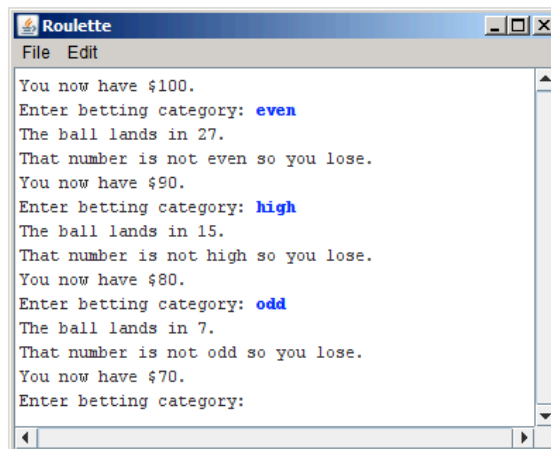 Roulette
File Edit
You now have $100.
Enter betting category: even
The ball lands in 27.
That number is not even so you lose.
You now have $90.
Enter betting category: high
The ball lands in 15.
That number is not high so you lose.
You now have $80.
Enter betting category: odd
The ball lands in 7.
That number is not odd so you lose.
You now have $70.
Enter betting category: